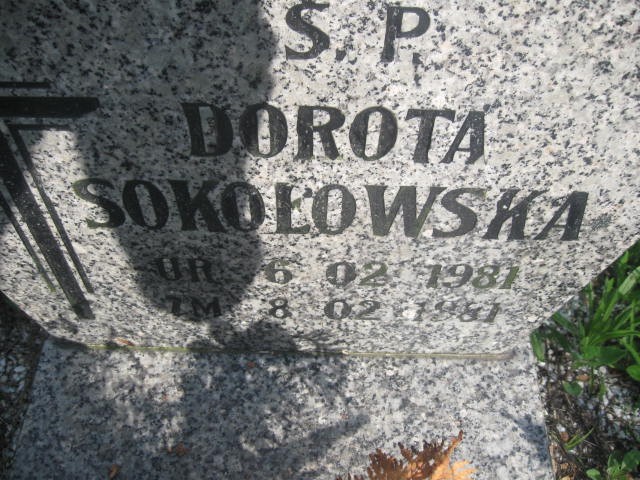 Ś. P.
DOROTA
SOKOŁOWSKA
UR 6 02 1981
ZM 8 02 1981